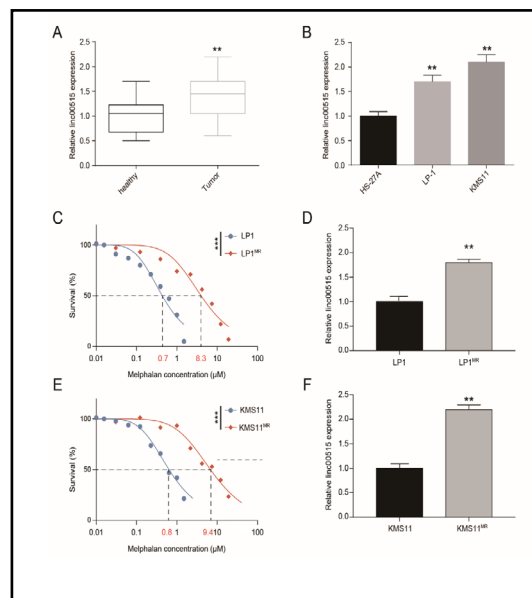 A
Relative linc00515 expression
2.5
2.0
1.5
1.0
0.5
0.0
**
healthy
Tumor
B
Relative linc00515 expression
2.5
2.0
1.5
1.0
0.5
0.0
**
**
HS-27A
LP-1
KMS11
C
Survival (%)
100
50
0
***
LP1
LP1MR
0.01
0.1
0.7
1
8.3
10
100
Melphalan concentration (μM)
D
Relative linc00515 expression
2.5
2.0
1.5
1.0
0.5
0.0
**
LP1
LP1MR
E
Survival (%)
100
50
0
***
KMS11
KMS11MR
0.01
0.1
0.8
1
9.4
10
100
Melphalan concentration (μM)
F
Relative linc00515 expression
2.5
2.0
1.5
1.0
0.5
0.0
**
KMS11
KMS11MR